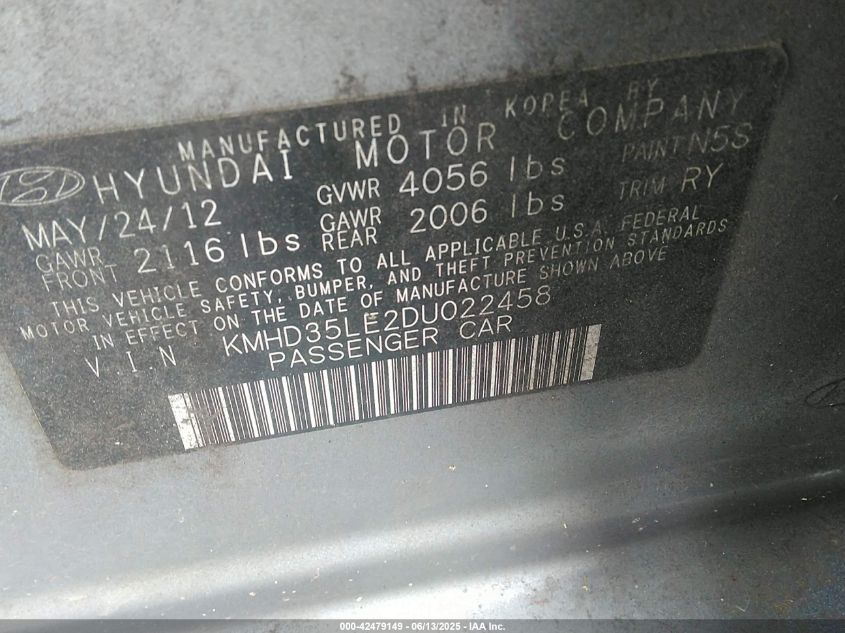 MANUFACTURED IN KOREA BY
HYUNDAI MOTOR COMPANY
MAY/24/12 GVWR 4056 lbs PAINT N5S
GAWR FRONT 2116 lbs GAWR REAR 2006 lbs TRIM RY
THIS VEHICLE CONFORMS TO ALL APPLICABLE U.S.A. FEDERAL
MOTOR VEHICLE SAFETY, BUMPER, AND THEFT PREVENTION STANDARDS
IN EFFECT ON THE DATE OF MANUFACTURE SHOWN ABOVE
V.I.N KMHD35LE2DU022458
PASSENGER CAR
000-42479149 - 06/13/2025 - IAA Inc.